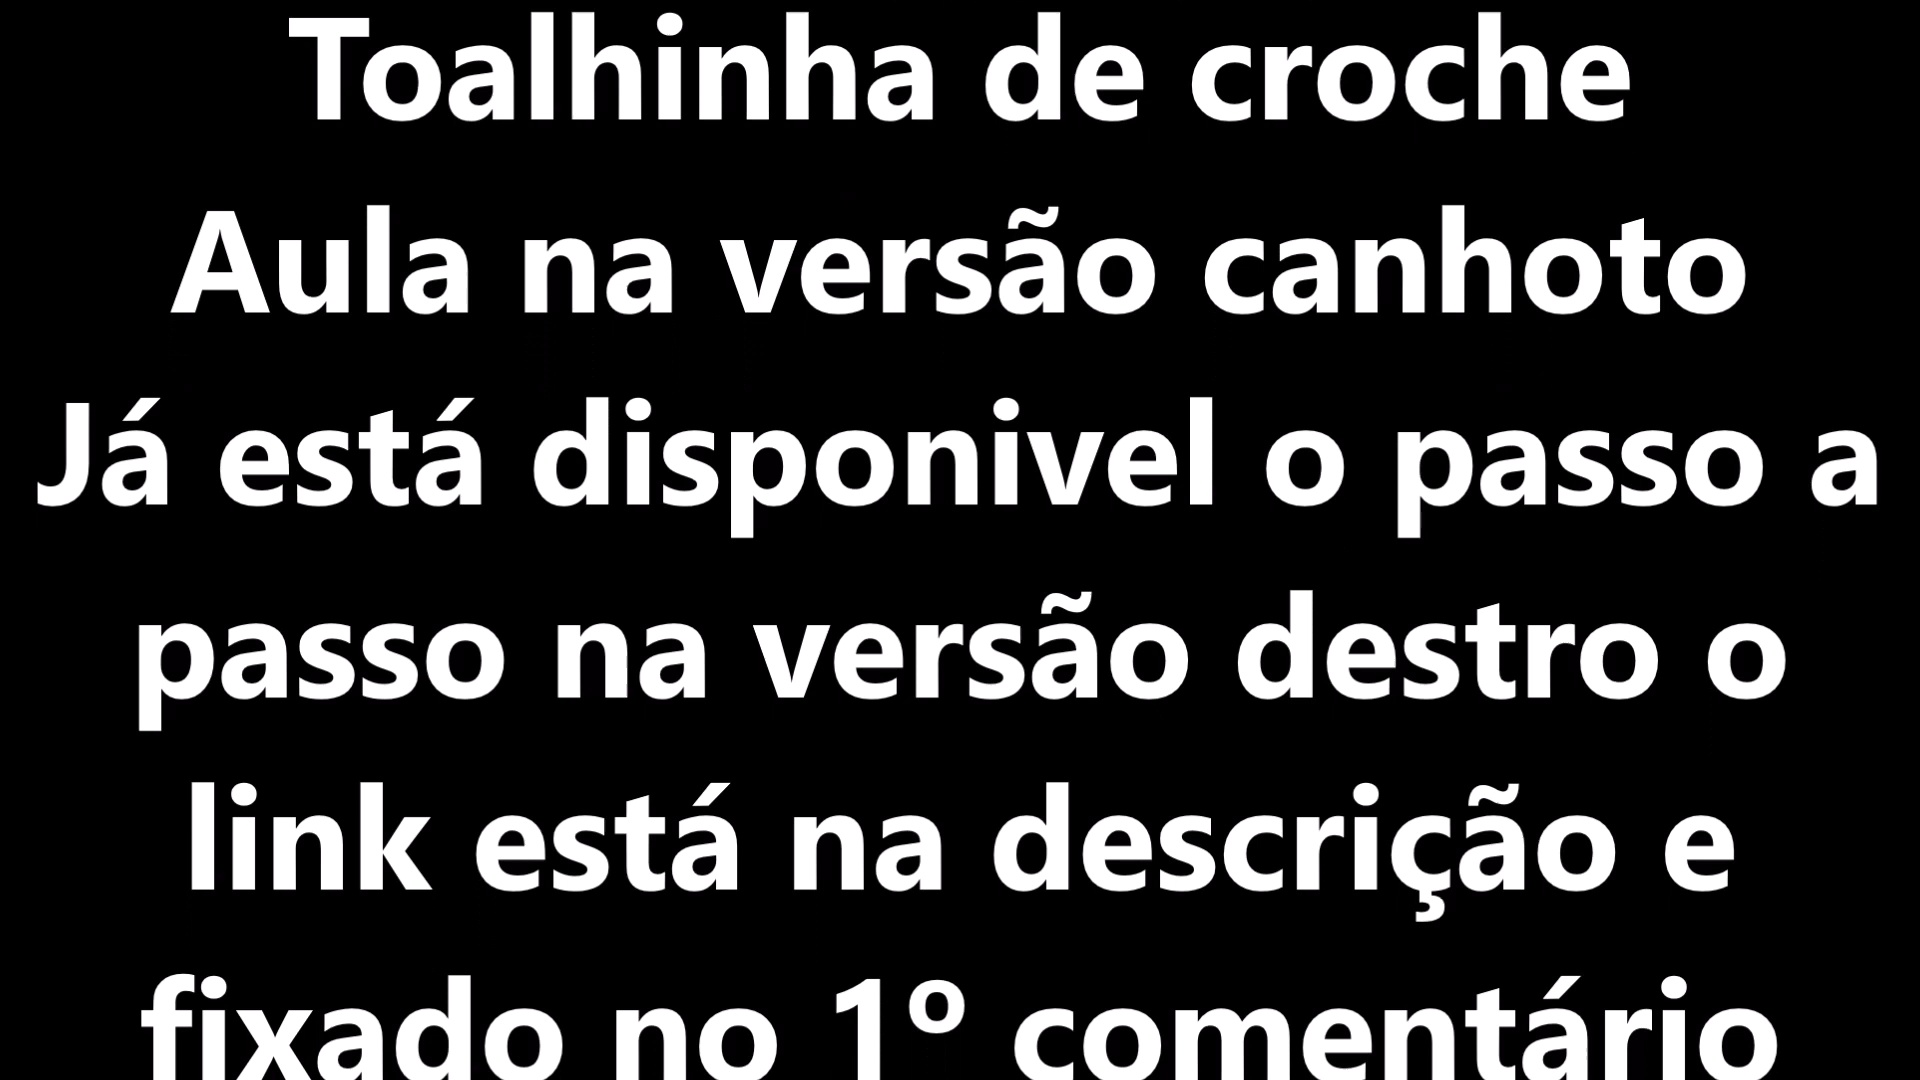 Toalhinha de croche
Aula na versão canhoto
Já está disponivel o passo a
passo na versão destro o
link está na descrição e
fixado no 1º comentário